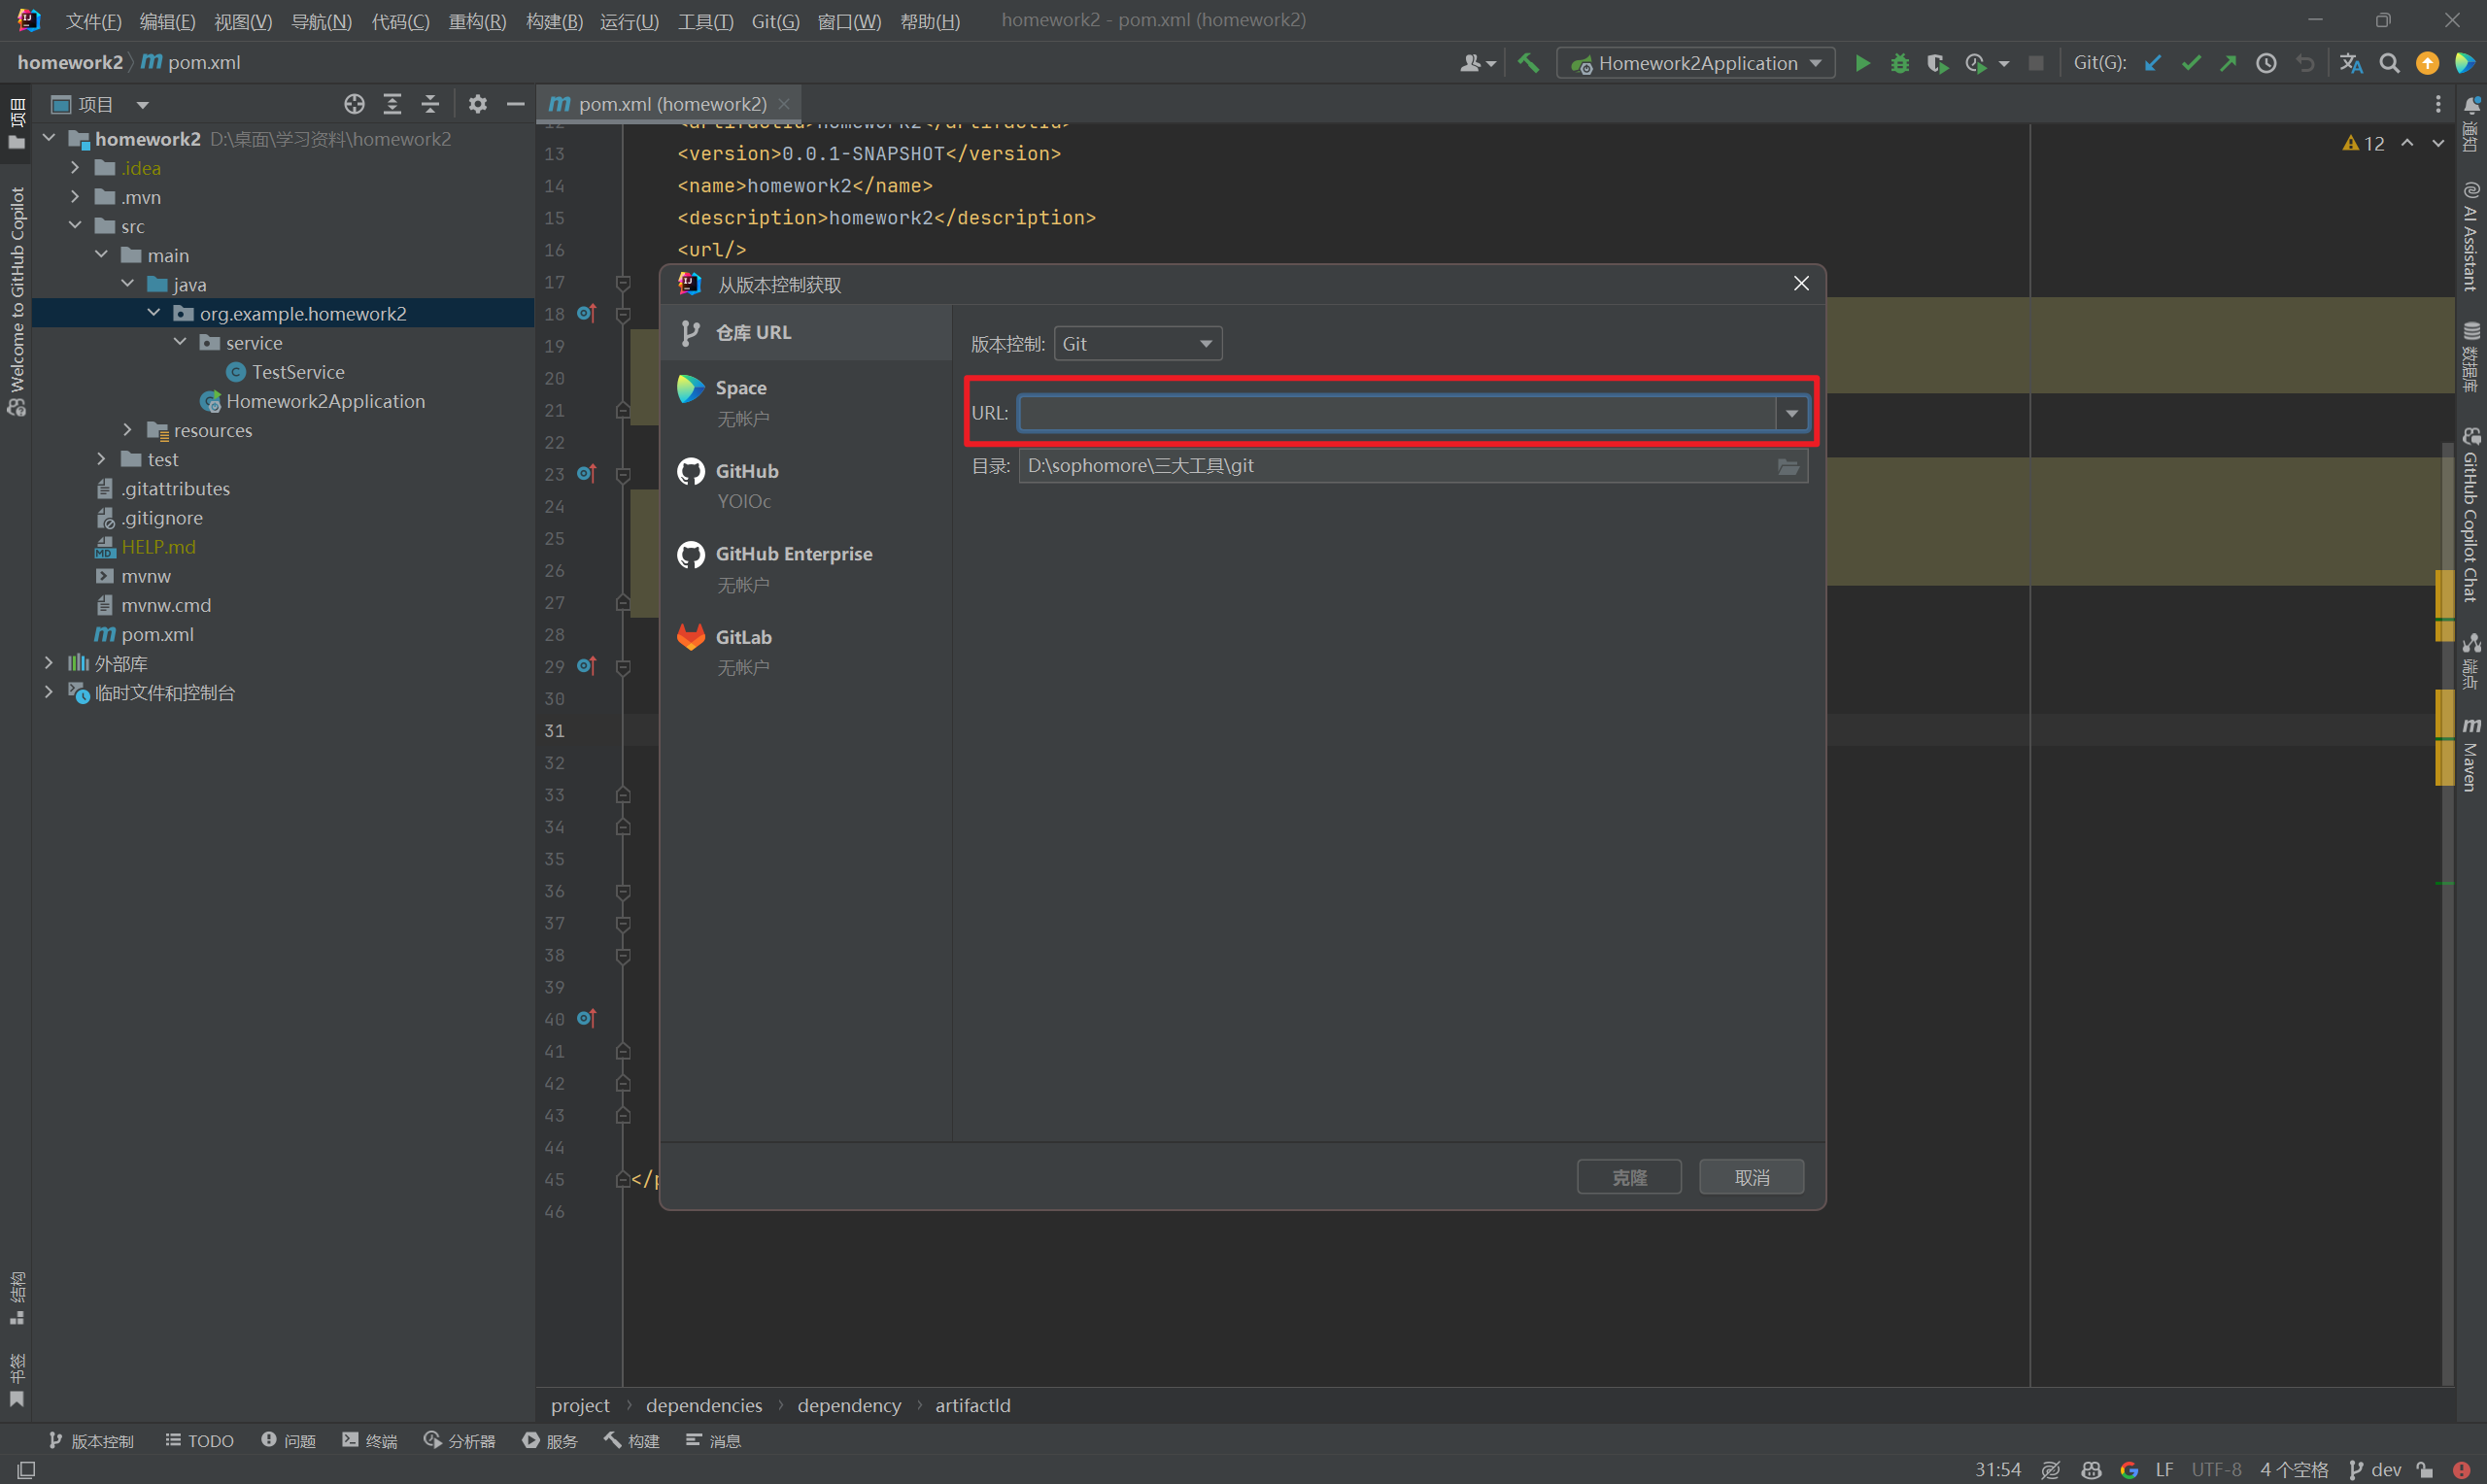 文件(F) 编辑(E) 视图(V) 导航(N) 代码(C) 重构(R) 构建(B) 运行(U) 工具(T) Git(G) 窗口(W) 帮助(H) homework2 - pom.xml (homework2)
homework2 pom.xml Homework2Application Git(G):
项目
pom.xml (homework2)
homework2 D:\桌面\学习资料\homework2
.idea
.mvn
src
main
java
org.example.homework2
service
TestService
Homework2Application
resources
test
.gitattributes
.gitignore
HELP.md
mvnw
mvnw.cmd
pom.xml
外部库
临时文件和控制台
项目
Welcome to GitHub Copilot
结构
书签
12 <artifactId>homework2</artifactId>
13 <version>0.0.1-SNAPSHOT</version>
14 <name>homework2</name>
15 <description>homework2</description>
16 <url/>
17
18
19
20
21
22
23
24
25
26
27
28
29
30
31
32
33
34
35
36
37
38
39
40
41
42
43
44
45 </p
46
12
从版本控制获取
仓库 URL
Space
无帐户
GitHub
YOIOc
GitHub Enterprise
无帐户
GitLab
无帐户
版本控制: Git
URL:
目录: D:\sophomore\三大工具\git
克隆 取消
通知
AI Assistant
数据库
GitHub Copilot Chat
端点
Maven
project dependencies dependency artifactId
版本控制 TODO 问题 终端 分析器 服务 构建 消息
31:54 LF UTF-8 4 个空格 dev